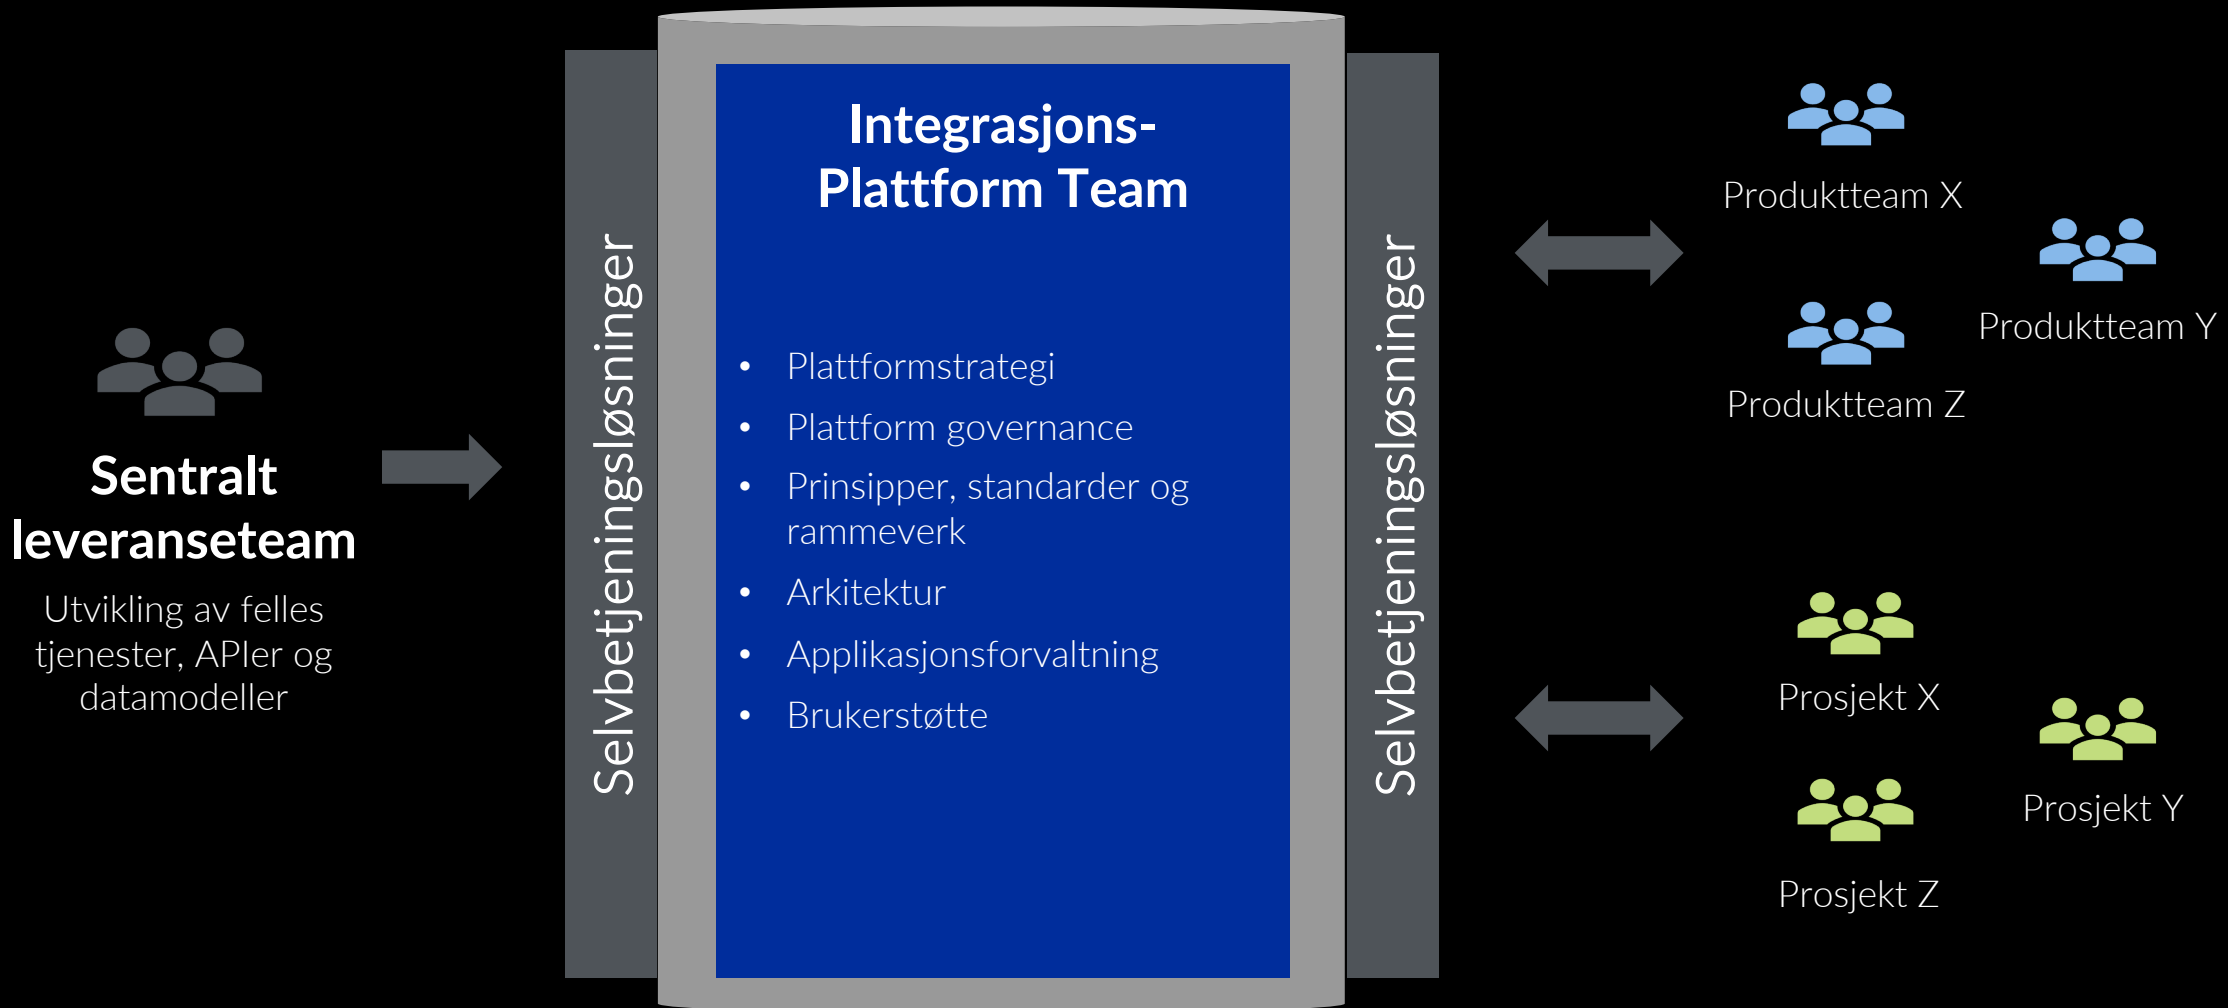 Sentralt
leveranseteam
Utvikling av felles
tjenester, APIer og
datamodeller
Selvbetjeningsløsninger
Integrasjons-
Plattform Team
• Plattformstrategi
• Plattform governance
• Prinsipper, standarder og
rammeverk
• Arkitektur
• Applikasjonsforvaltning
• Brukerstøtte
Selvbetjeningsløsninger
Produktteam X
Produktteam Y
Produktteam Z
Prosjekt X
Prosjekt Y
Prosjekt Z